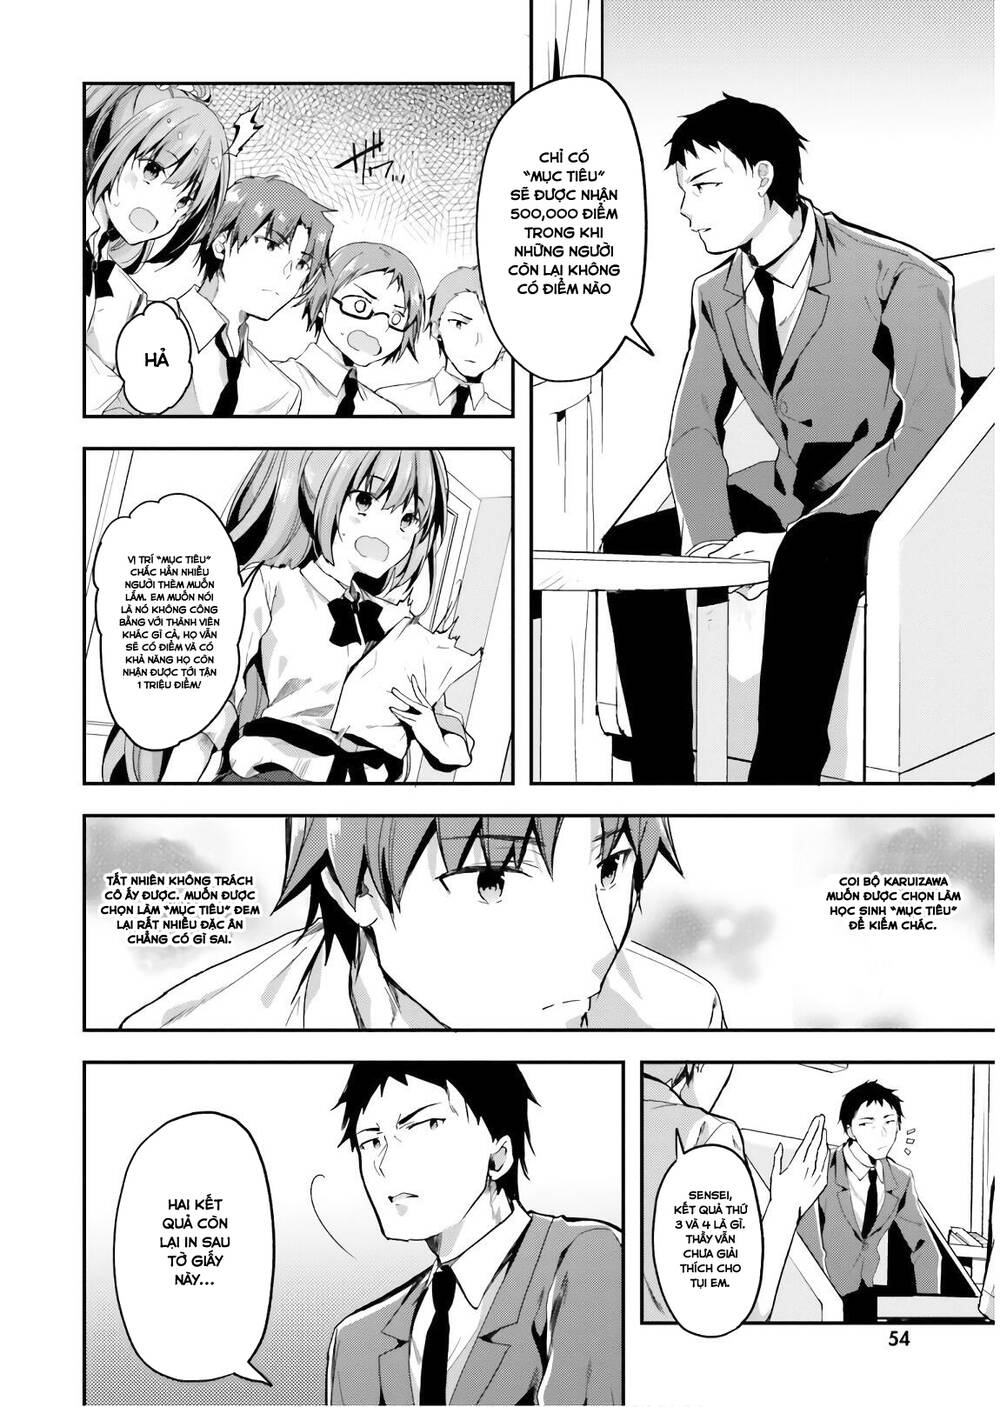 CHỈ CÓ
“MỤC TIÊU”
SẼ ĐƯỢC NHẬN
500,000 ĐIỂM
TRONG KHI
NHỮNG NGƯỜI
CÒN LẠI KHÔNG
CÓ ĐIỂM NÀO
HẢ
VỊ TRÍ “MỤC TIÊU”
CHẮC HẲN NHIỀU
NGƯỜI THÈM MUỐN
LẮM. EM MUỐN NÓI
LÀ NÓ KHÔNG CÔNG
BẰNG VỚI THÀNH VIÊN
KHÁC GÌ CẢ, HỌ VẪN
SẼ CÓ ĐIỂM VÀ CÓ
KHẢ NĂNG HỌ CÒN
NHẬN ĐƯỢC TỚI TẬN
1 TRIỆU ĐIỂM!
COI BỘ KARUIZAWA
MUỐN ĐƯỢC CHỌN LÀM
HỌC SINH “MỤC TIÊU”
ĐỂ KIẾM CHÁC.
TẤT NHIÊN KHÔNG TRÁCH
CÔ ẤY ĐƯỢC. MUỐN ĐƯỢC
CHỌN LÀM “MỤC TIÊU” ĐEM
LẠI RẤT NHIỀU ĐẶC ÂN
CHẲNG CÓ GÌ SAI.
SENSEI,
KẾT QUẢ THỨ
3 VÀ 4 LÀ GÌ.
THẦY VẪN
CHƯA GIẢI
THÍCH CHO
TỤI EM.
HAI KẾT
QUẢ CÒN
LẠI IN SAU
TỜ GIẤY
NÀY...
54